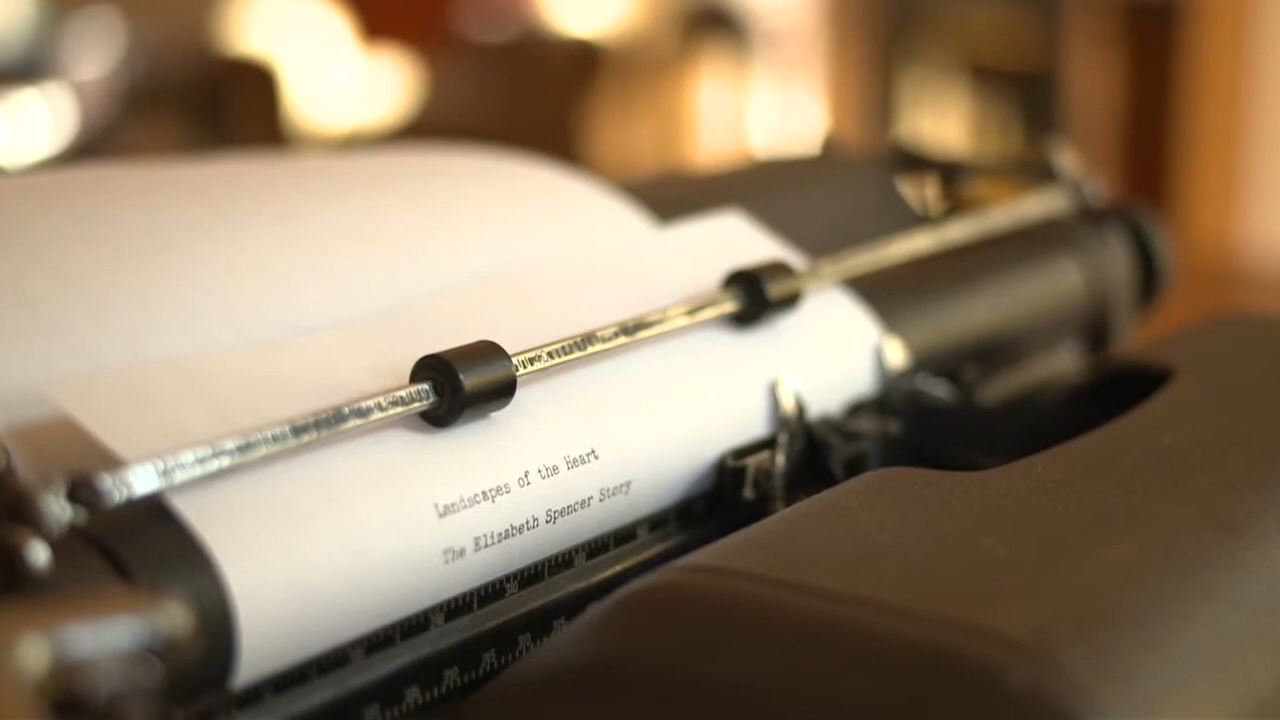 Landscapes of the Heart
The Elizabeth Spencer Story